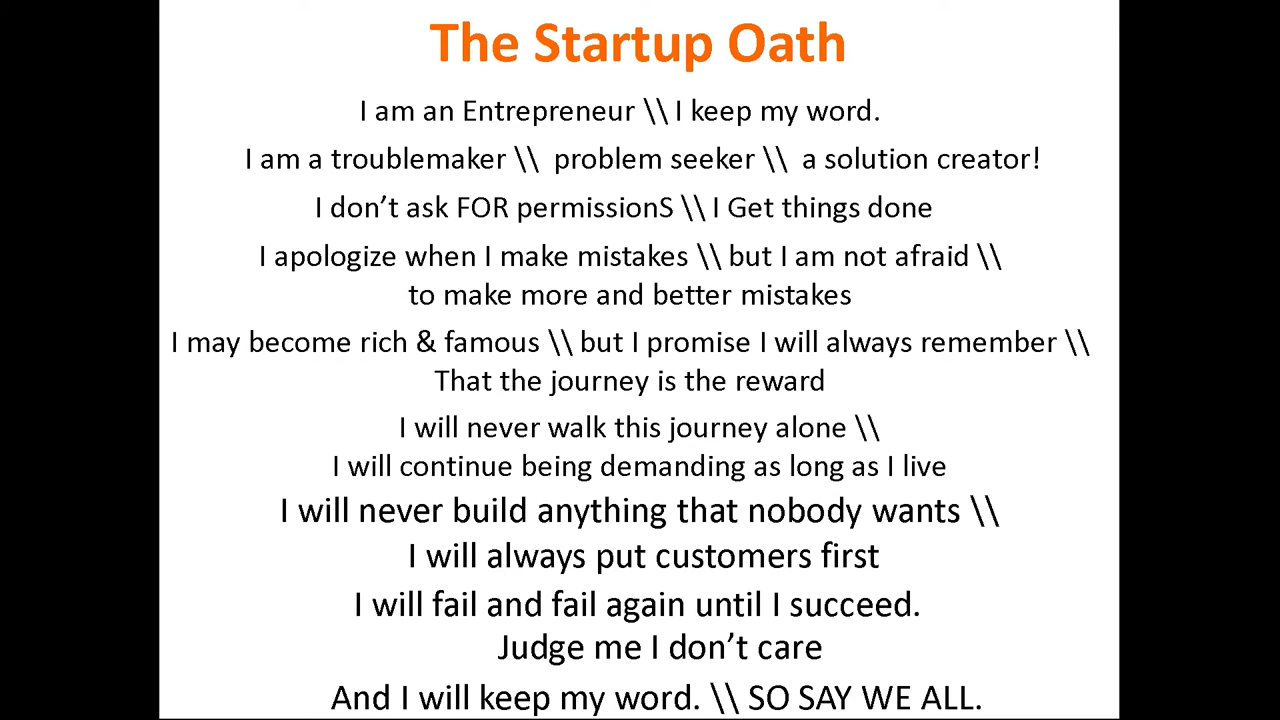 The Startup Oath
I am an Entrepreneur \\ I keep my word.
I am a troublemaker \\ problem seeker \\ a solution creator!
I don’t ask FOR permissionS \\ I Get things done
I apologize when I make mistakes \\ but I am not afraid \\
to make more and better mistakes
I may become rich & famous \\ but I promise I will always remember \\
That the journey is the reward
I will never walk this journey alone \\
I will continue being demanding as long as I live
I will never build anything that nobody wants \\
I will always put customers first
I will fail and fail again until I succeed.
Judge me I don’t care
And I will keep my word. \\ SO SAY WE ALL.